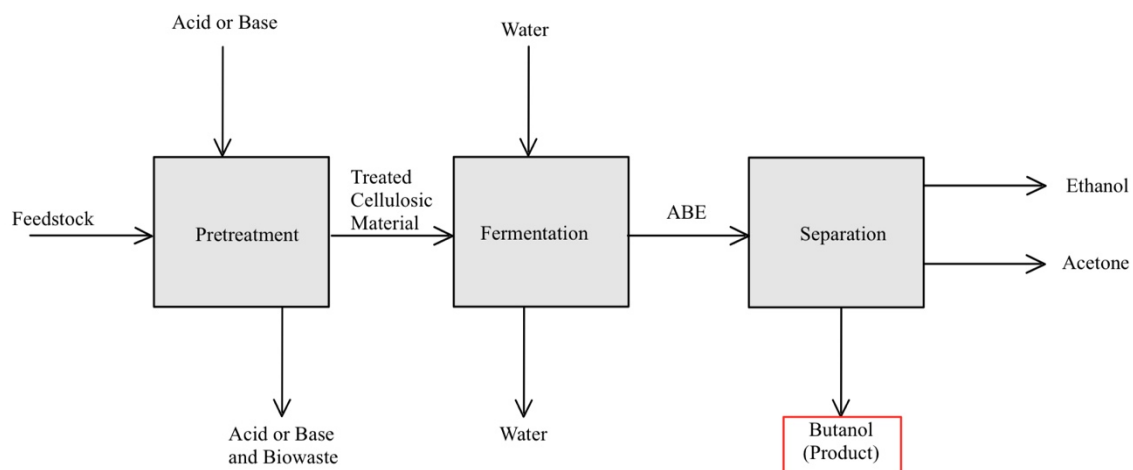 Acid or Base
Water
Feedstock
Pretreatment
Treated
Cellulosic
Material
Fermentation
ABE
Separation
Ethanol
Acetone
Acid or Base
and Biowaste
Water
Butanol
(Product)